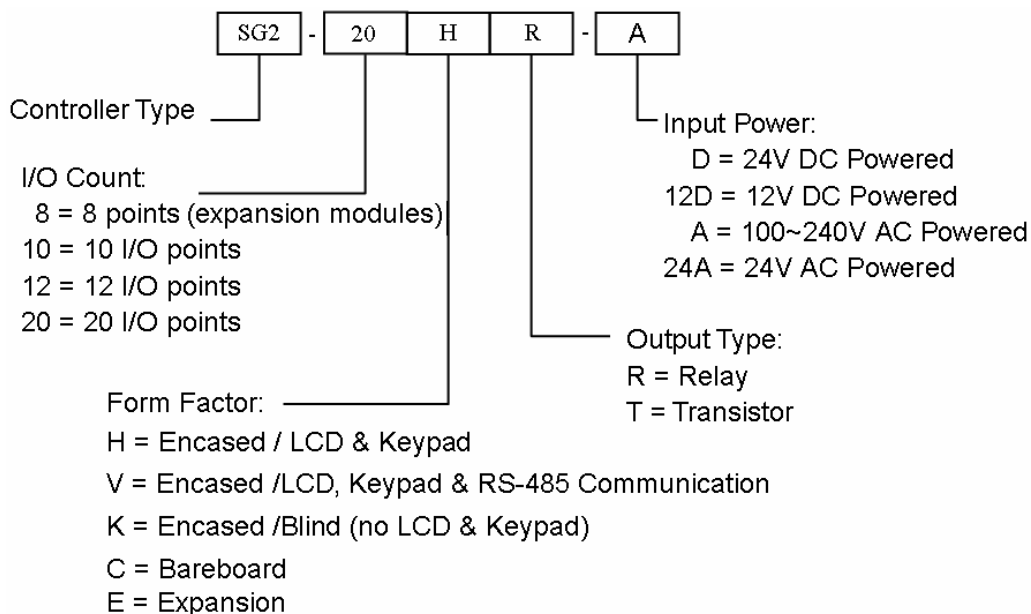 SG2 - 20 H R - A
Controller Type
Input Power:
D = 24V DC Powered
12D = 12V DC Powered
A = 100~240V AC Powered
24A = 24V AC Powered
I/O Count:
8 = 8 points (expansion modules)
10 = 10 I/O points
12 = 12 I/O points
20 = 20 I/O points
Output Type:
R = Relay
T = Transistor
Form Factor:
H = Encased / LCD & Keypad
V = Encased /LCD, Keypad & RS-485 Communication
K = Encased /Blind (no LCD & Keypad)
C = Bareboard
E = Expansion